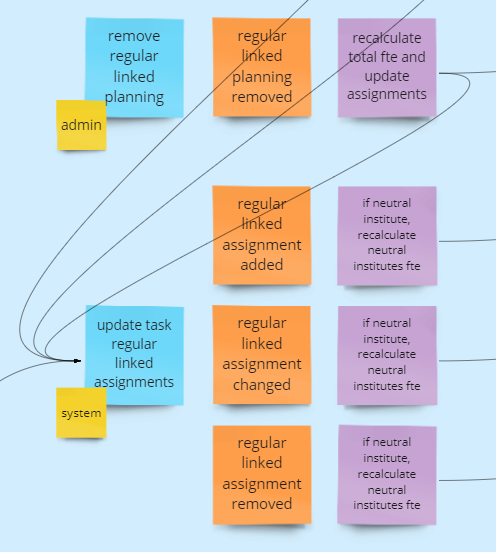 remove
regular
linked
planning
admin
regular
linked
planning
removed
recalculate
total fte and
update
assignments
regular
linked
assignment
added
if neutral
institute,
recalculate
neutral
institutes fte
update task
regular
linked
assignments
system
regular
linked
assignment
changed
if neutral
institute,
recalculate
neutral
institutes fte
regular
linked
assignment
removed
if neutral
institute,
recalculate
neutral
institutes fte